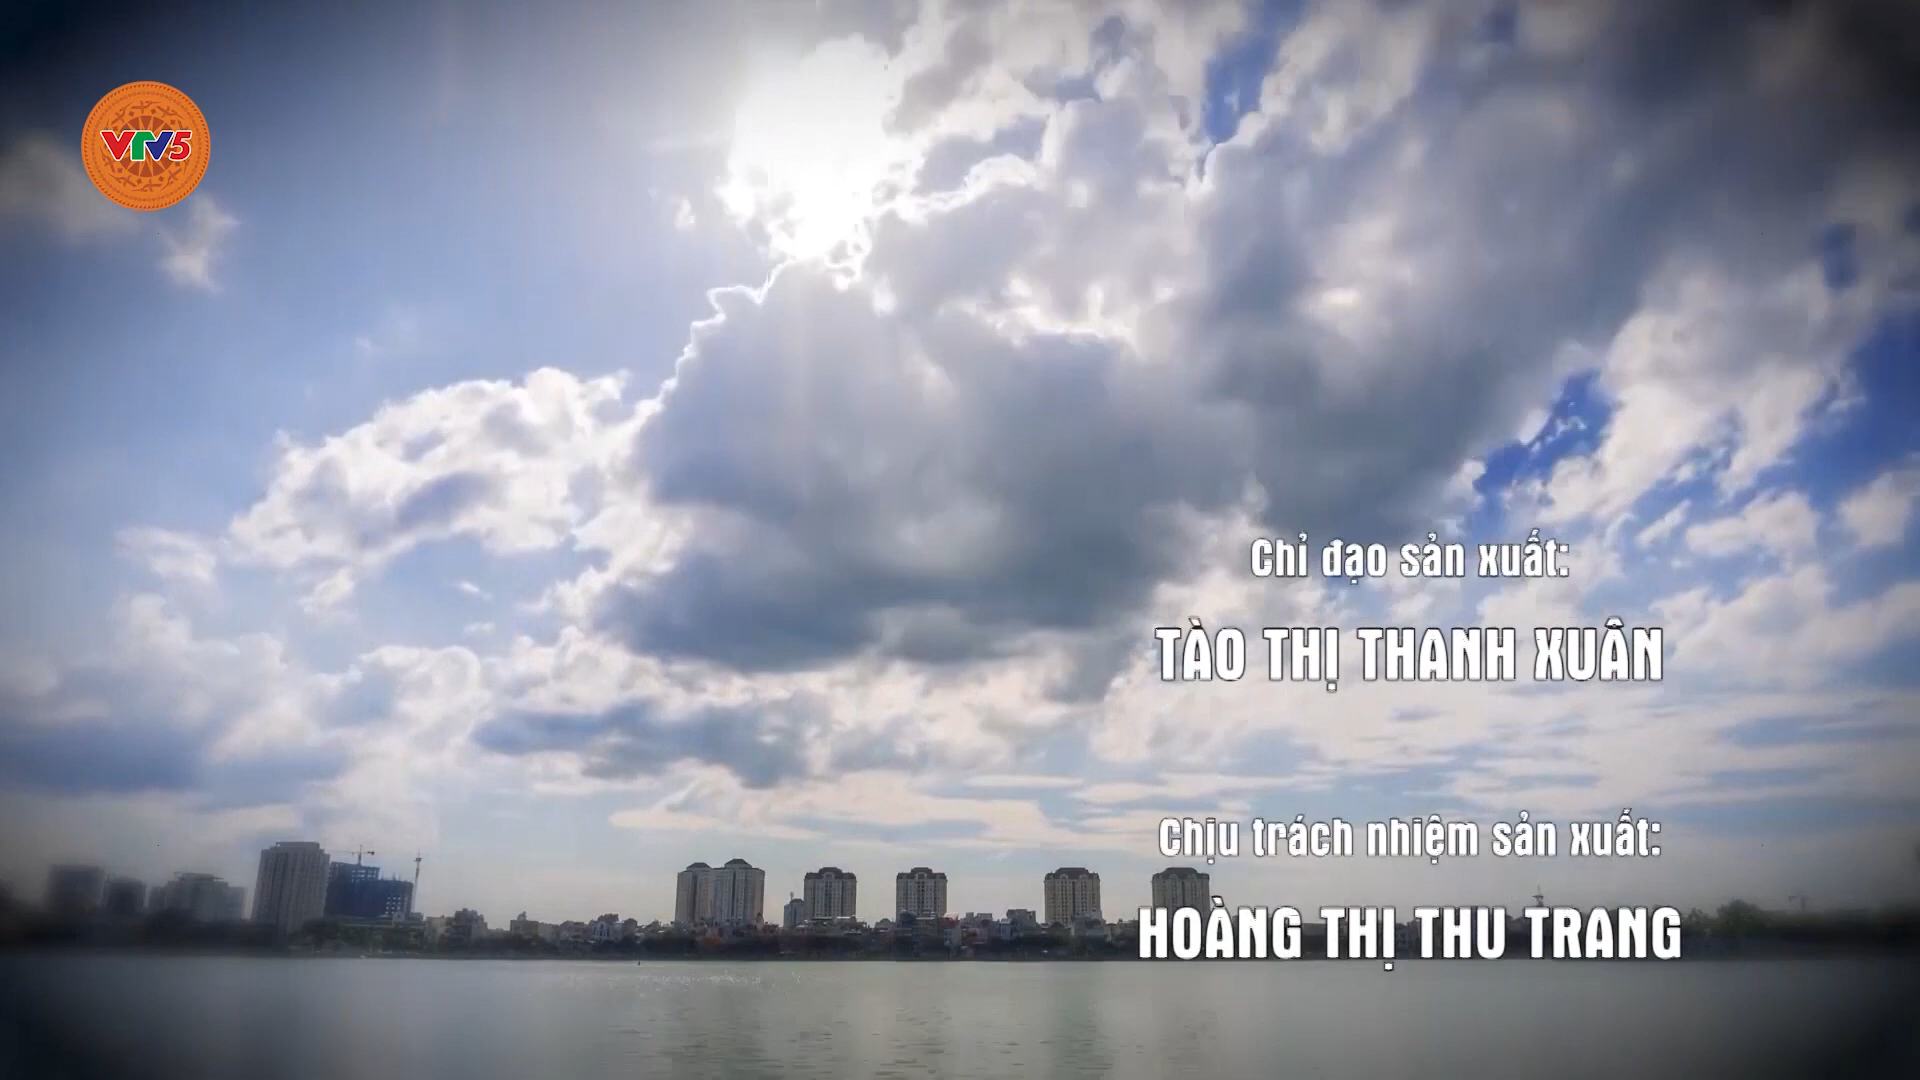 VTV5
Chỉ đạo sản xuất:
TÀO THỊ THANH XUÂN
Chịu trách nhiệm sản xuất:
HOÀNG THỊ THU TRANG